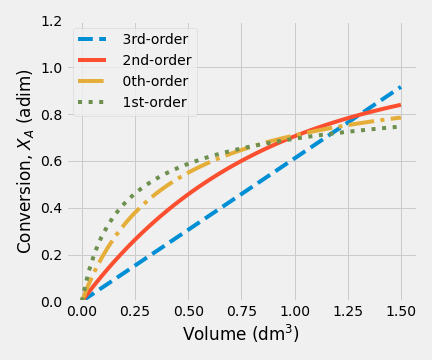 1.2
1.0
0.8
0.6
0.4
0.2
0.0
Conversion, X_A (adim)
3rd-order
2nd-order
0th-order
1st-order
0.00 0.25 0.50 0.75 1.00 1.25 1.50
Volume (dm³)